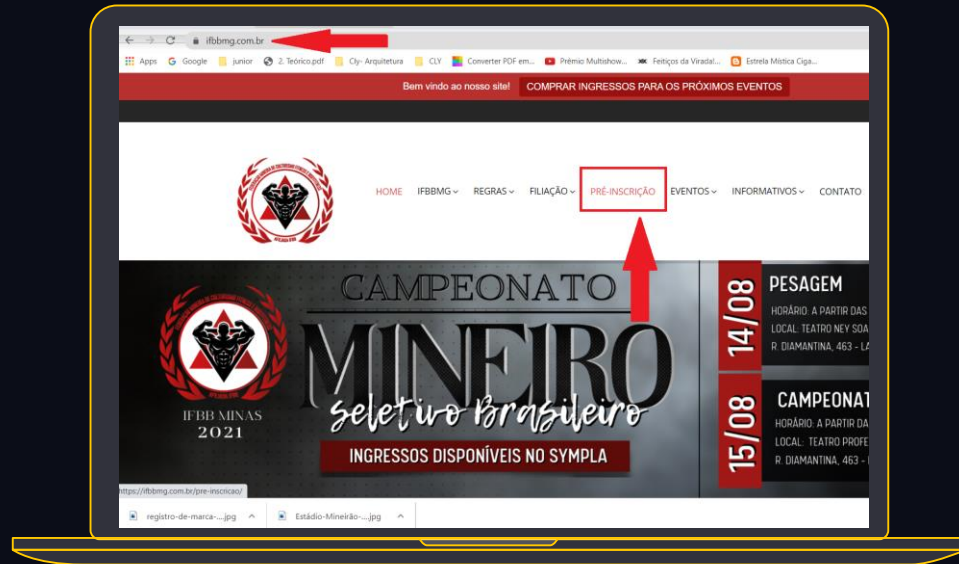 ifbbmg.com.br
Apps Google junior 2. Teórico.pdf Cly- Arquitetura CLY Converter PDF em... Prêmio Multishow... Feitiços da Viradal... Estrela Mística Ciga...
Bem vindo ao nosso site! COMPRAR INGRESSOS PARA OS PRÓXIMOS EVENTOS
HOME IFBBMG REGRAS FILIAÇÃO PRÉ-INSCRIÇÃO EVENTOS INFORMATIVOS CONTATO
CAMPEONATO
MINEIRO
seletivo Brasileiro
INGRESSOS DISPONÍVEIS NO SYMPLA
IFBB MINAS
2021
14/08
PESAGEM
HORÁRIO: A PARTIR DAS
LOCAL: TEATRO NEY SOA
R. DIAMANTINA, 463 - LA
15/08
CAMPEONAT
HORÁRIO: A PARTIR DA
LOCAL: TEATRO PROFE
R. DIAMANTINA, 463 -
https://ifbbmg.com.br/pre-inscricao/
registro-de-marca-....jpg Estádio-Mineirão-....jpg